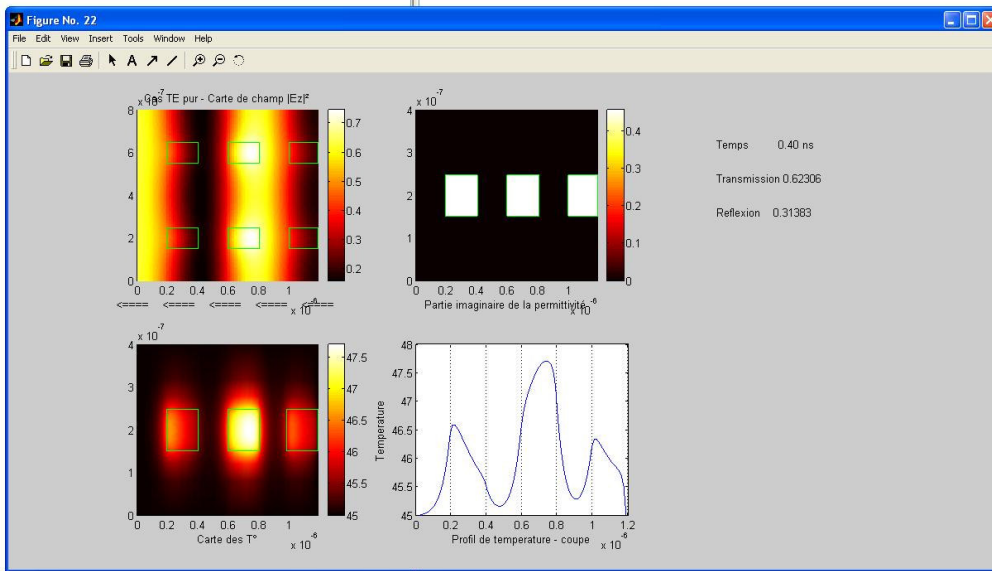 Figure No. 22
File Edit View Insert Tools Window Help
x 10-7
Cas TE pur - Carte de champ |Ez|²
8
6
4
2
0
0 0.2 0.4 0.6 0.8 1
x 10-6
<==== <==== <==== <==== <====
0.7
0.6
0.5
0.4
0.3
0.2
x 10-7
4
3
2
1
0
0 0.2 0.4 0.6 0.8 1
Partie imaginaire de la permittivité
x 10-6
0.4
0.3
0.2
0.1
0
Temps 0.40 ns
Transmission 0.62306
Reflexion 0.31383
x 10-7
4
3
2
1
0
0 0.2 0.4 0.6 0.8 1
Carte des T°
x 10-6
47.5
47
46.5
46
45.5
45
Temperature
48
47.5
47
46.5
46
45.5
45
0 0.2 0.4 0.6 0.8 1 1.2
Profil de temperature - coupe
x 10-6